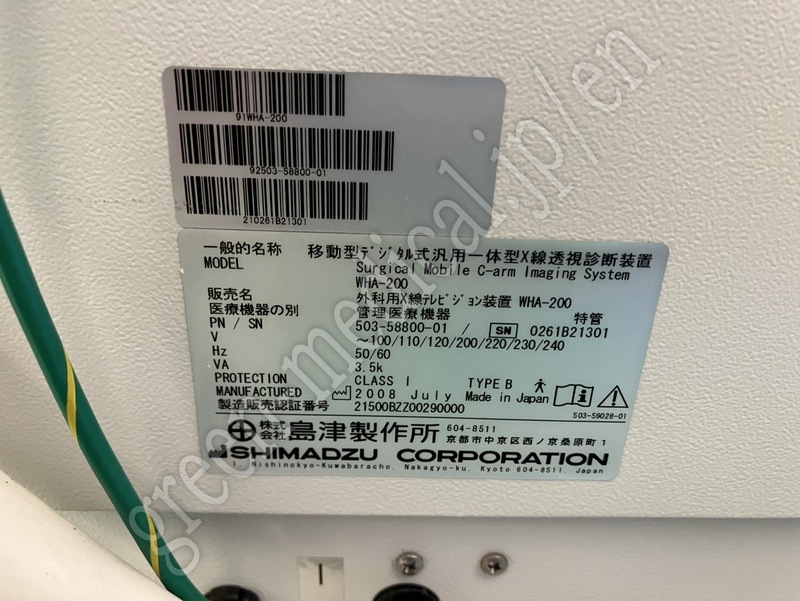 91WHA-200
92503-58800-01
210261B21301
一般的名称 移動型デジタル式汎用一体型X線透視診断装置
MODEL Surgical Mobile C-arm Imaging System
WHA-200
販売名 外科用X線テレビジョン装置 WHA-200
医療機器の別 管理医療機器 特管
PN / SN 503-58800-01 / SN 0261B21301
V ~100/110/120/200/220/230/240
Hz 50/60
VA 3.5k
PROTECTION CLASS I TYPE B
MANUFACTURED 2008 July Made in Japan
製造販売認証番号 21500BZZ00290000
503-59028-01
株式会社 島津製作所 604-8511
京都市中京区西ノ京桑原町1
SHIMADZU CORPORATION
1, Nishinokyo-Kuwabaracho, Nakagyo-ku, Kyoto 604-8511, Japan
I
green-medical.jp/en